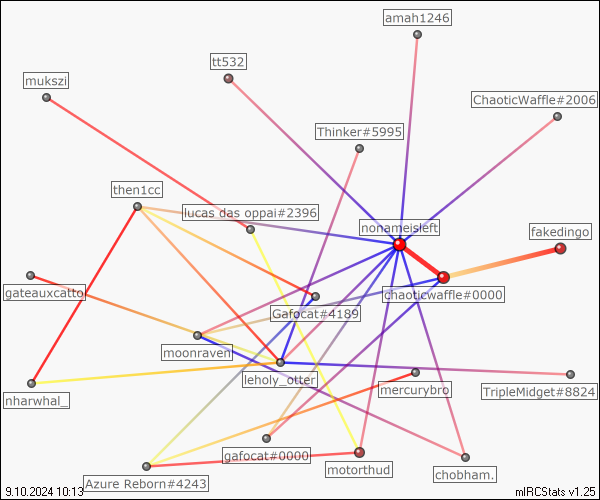 amah1246
tt532
mukszi
ChaoticWaffle#2006
Thinker#5995
then1cc
lucas das oppai#2396
nonameisleft
fakedingo
gateauxcatto
chaoticwaffle#0000
Gafocat#4189
moonraven
leholy_otter
mercurybro
TripleMidget#8824
nharwhal_
gafocat#0000
motorthud
chobham.
Azure Reborn#4243
9.10.2024 10:13
mIRCStats v1.25